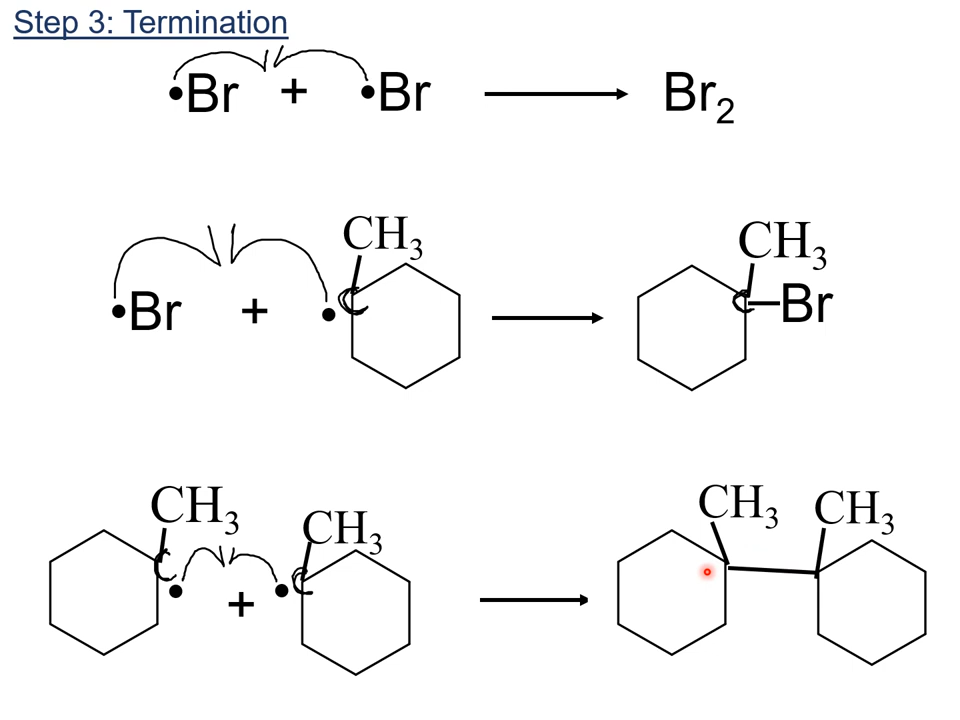 Step 3: Termination
•Br + •Br Br₂
CH₃ CH₃
•Br + • C C Br
CH₃ CH₃ CH₃ CH₃
C • + • C